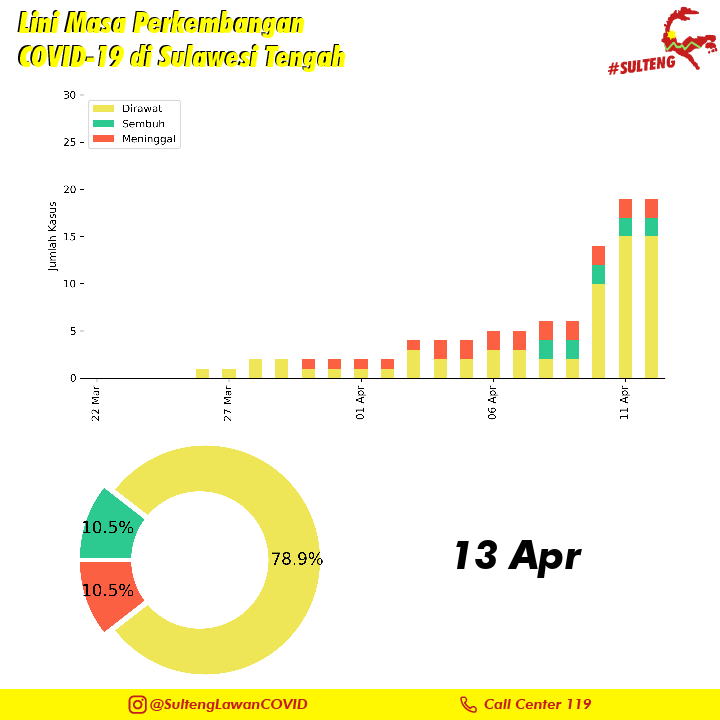 Lini Masa Perkembangan
COVID-19 di Sulawesi Tengah
#SULTENG
30
25
20
15
10
5
0
Jumlah Kasus
Dirawat
Sembuh
Meninggal
22 Mar
27 Mar
01 Apr
06 Apr
11 Apr
10.5%
78.9%
10.5%
13 Apr
@SultengLawanCOVID
Call Center 119